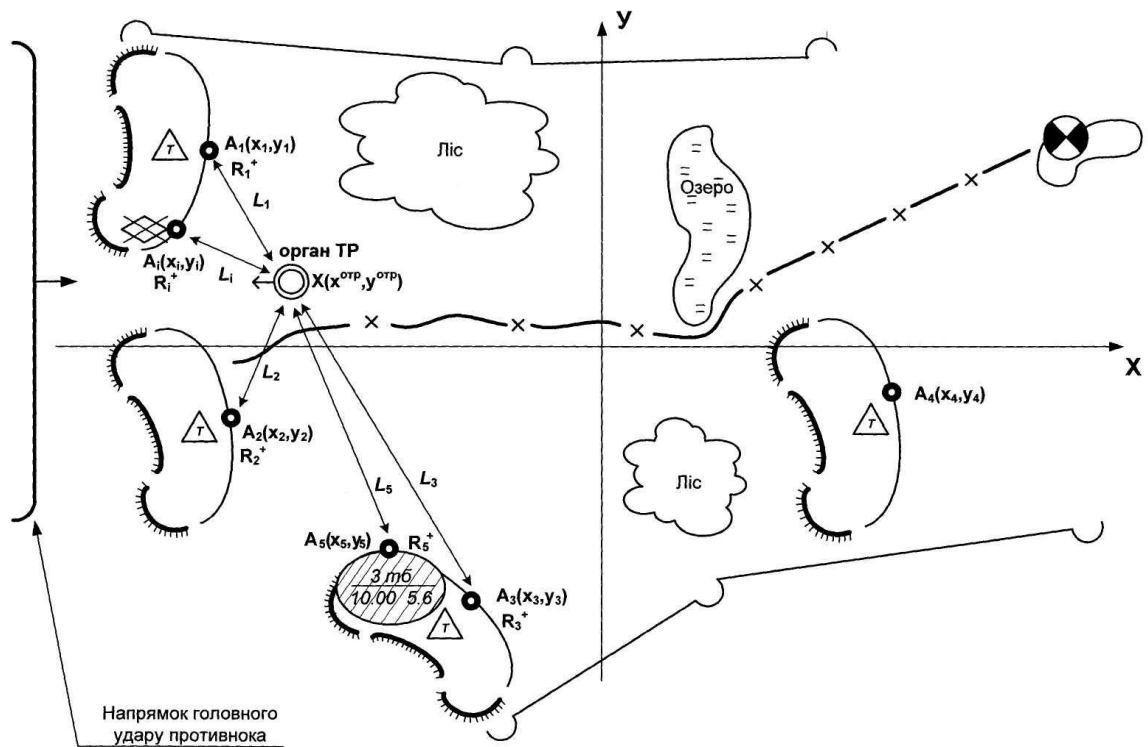 У
A₁(x₁,y₁)
R₁⁺
Ліс
Озеро
L₁
орган ТР
Aᵢ(xᵢ,yᵢ)
Rᵢ⁺
Lᵢ
X(xᵒᵗᵖ,yᵒᵗᵖ)
X
L₂
A₂(x₂,y₂)
R₂⁺
т
т
A₄(x₄,y₄)
т
L₅
L₃
Ліс
A₅(x₅,y₅)
R₅⁺
3 тб
10.00 5.6
A₃(x₃,y₃)
R₃⁺
т
Напрямок головного
удару противнока